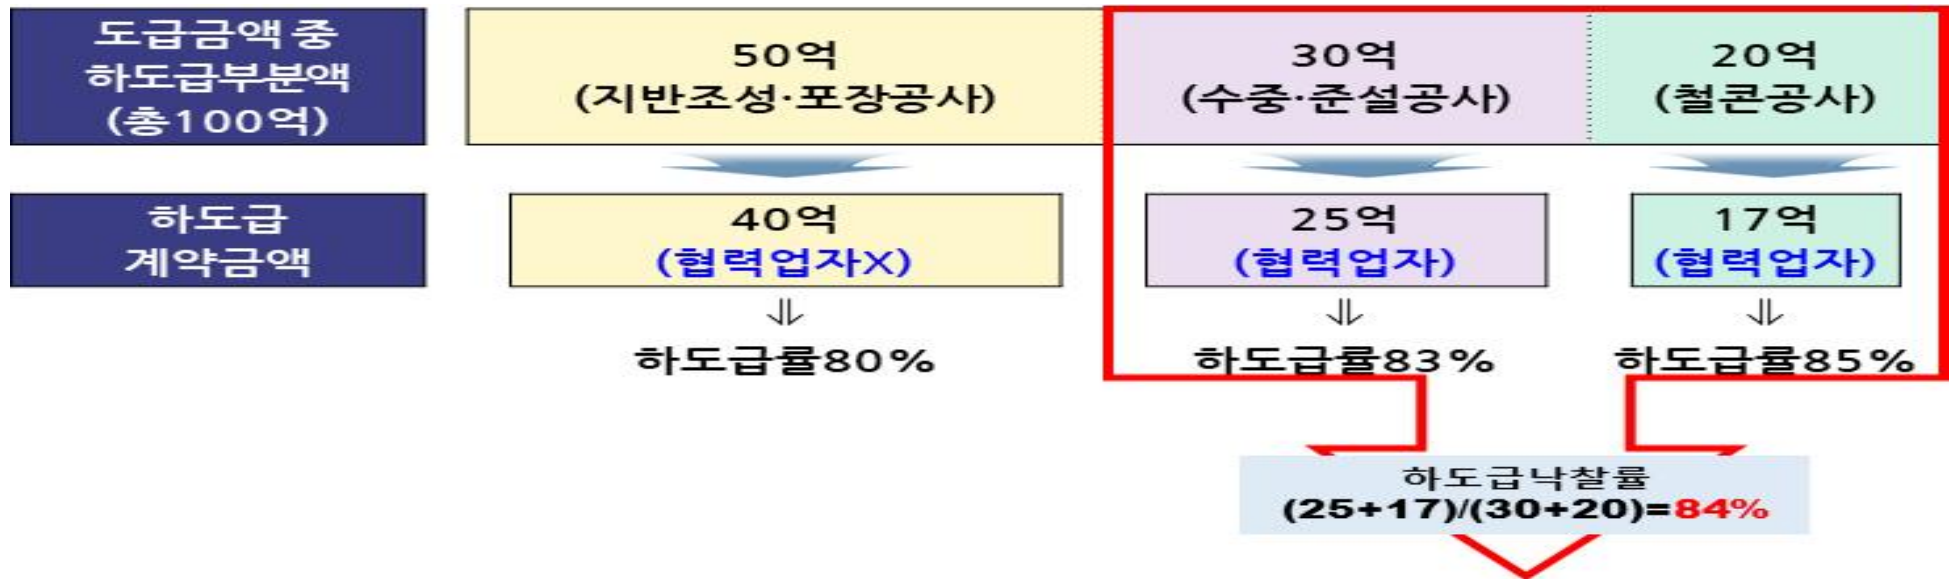 도급금액 중
하도급부분액
(총100억)
50억
(지반조성·포장공사)
30억
(수중·준설공사)
20억
(철콘공사)
하도급
계약금액
40억
(협력업자X)
25억
(협력업자)
17억
(협력업자)
하도급률80%
하도급률83%
하도급률85%
하도급낙찰률
(25+17)/(30+20)=84%